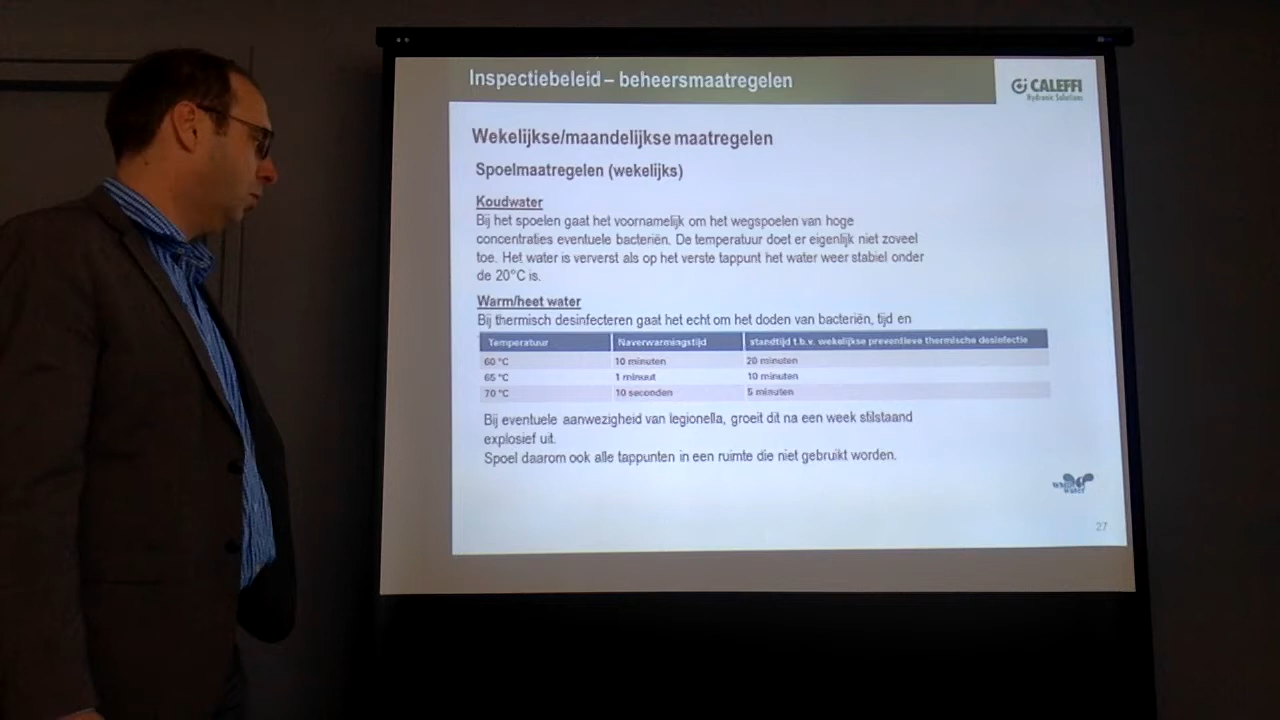 Inspectiebeleid – beheersmaatregelen
CALEFFI
Hydronic Solutions
Wekelijkse/maandelijkse maatregelen
Spoelmaatregelen (wekelijks)
Koudwater
Bij het spoelen gaat het voornamelijk om het wegspoelen van hoge
concentraties eventuele bacteriën. De temperatuur doet er eigenlijk niet zoveel
toe. Het water is ververst als op het verste tappunt het water weer stabiel onder
de 20°C is.
Warm/heet water
Bij thermisch desinfecteren gaat het echt om het doden van bacteriën, tijd en
Temperatuur Naverwarmingstijd standtijd t.b.v. wekelijkse preventieve thermische desinfectie
60 °C 10 minuten 20 minuten
65 °C 1 minuut 10 minuten
70 °C 10 seconden 5 minuten
Bij eventuele aanwezigheid van legionella, groeit dit na een week stilstaand
explosief uit.
Spoel daarom ook alle tappunten in een ruimte die niet gebruikt worden.
water
27